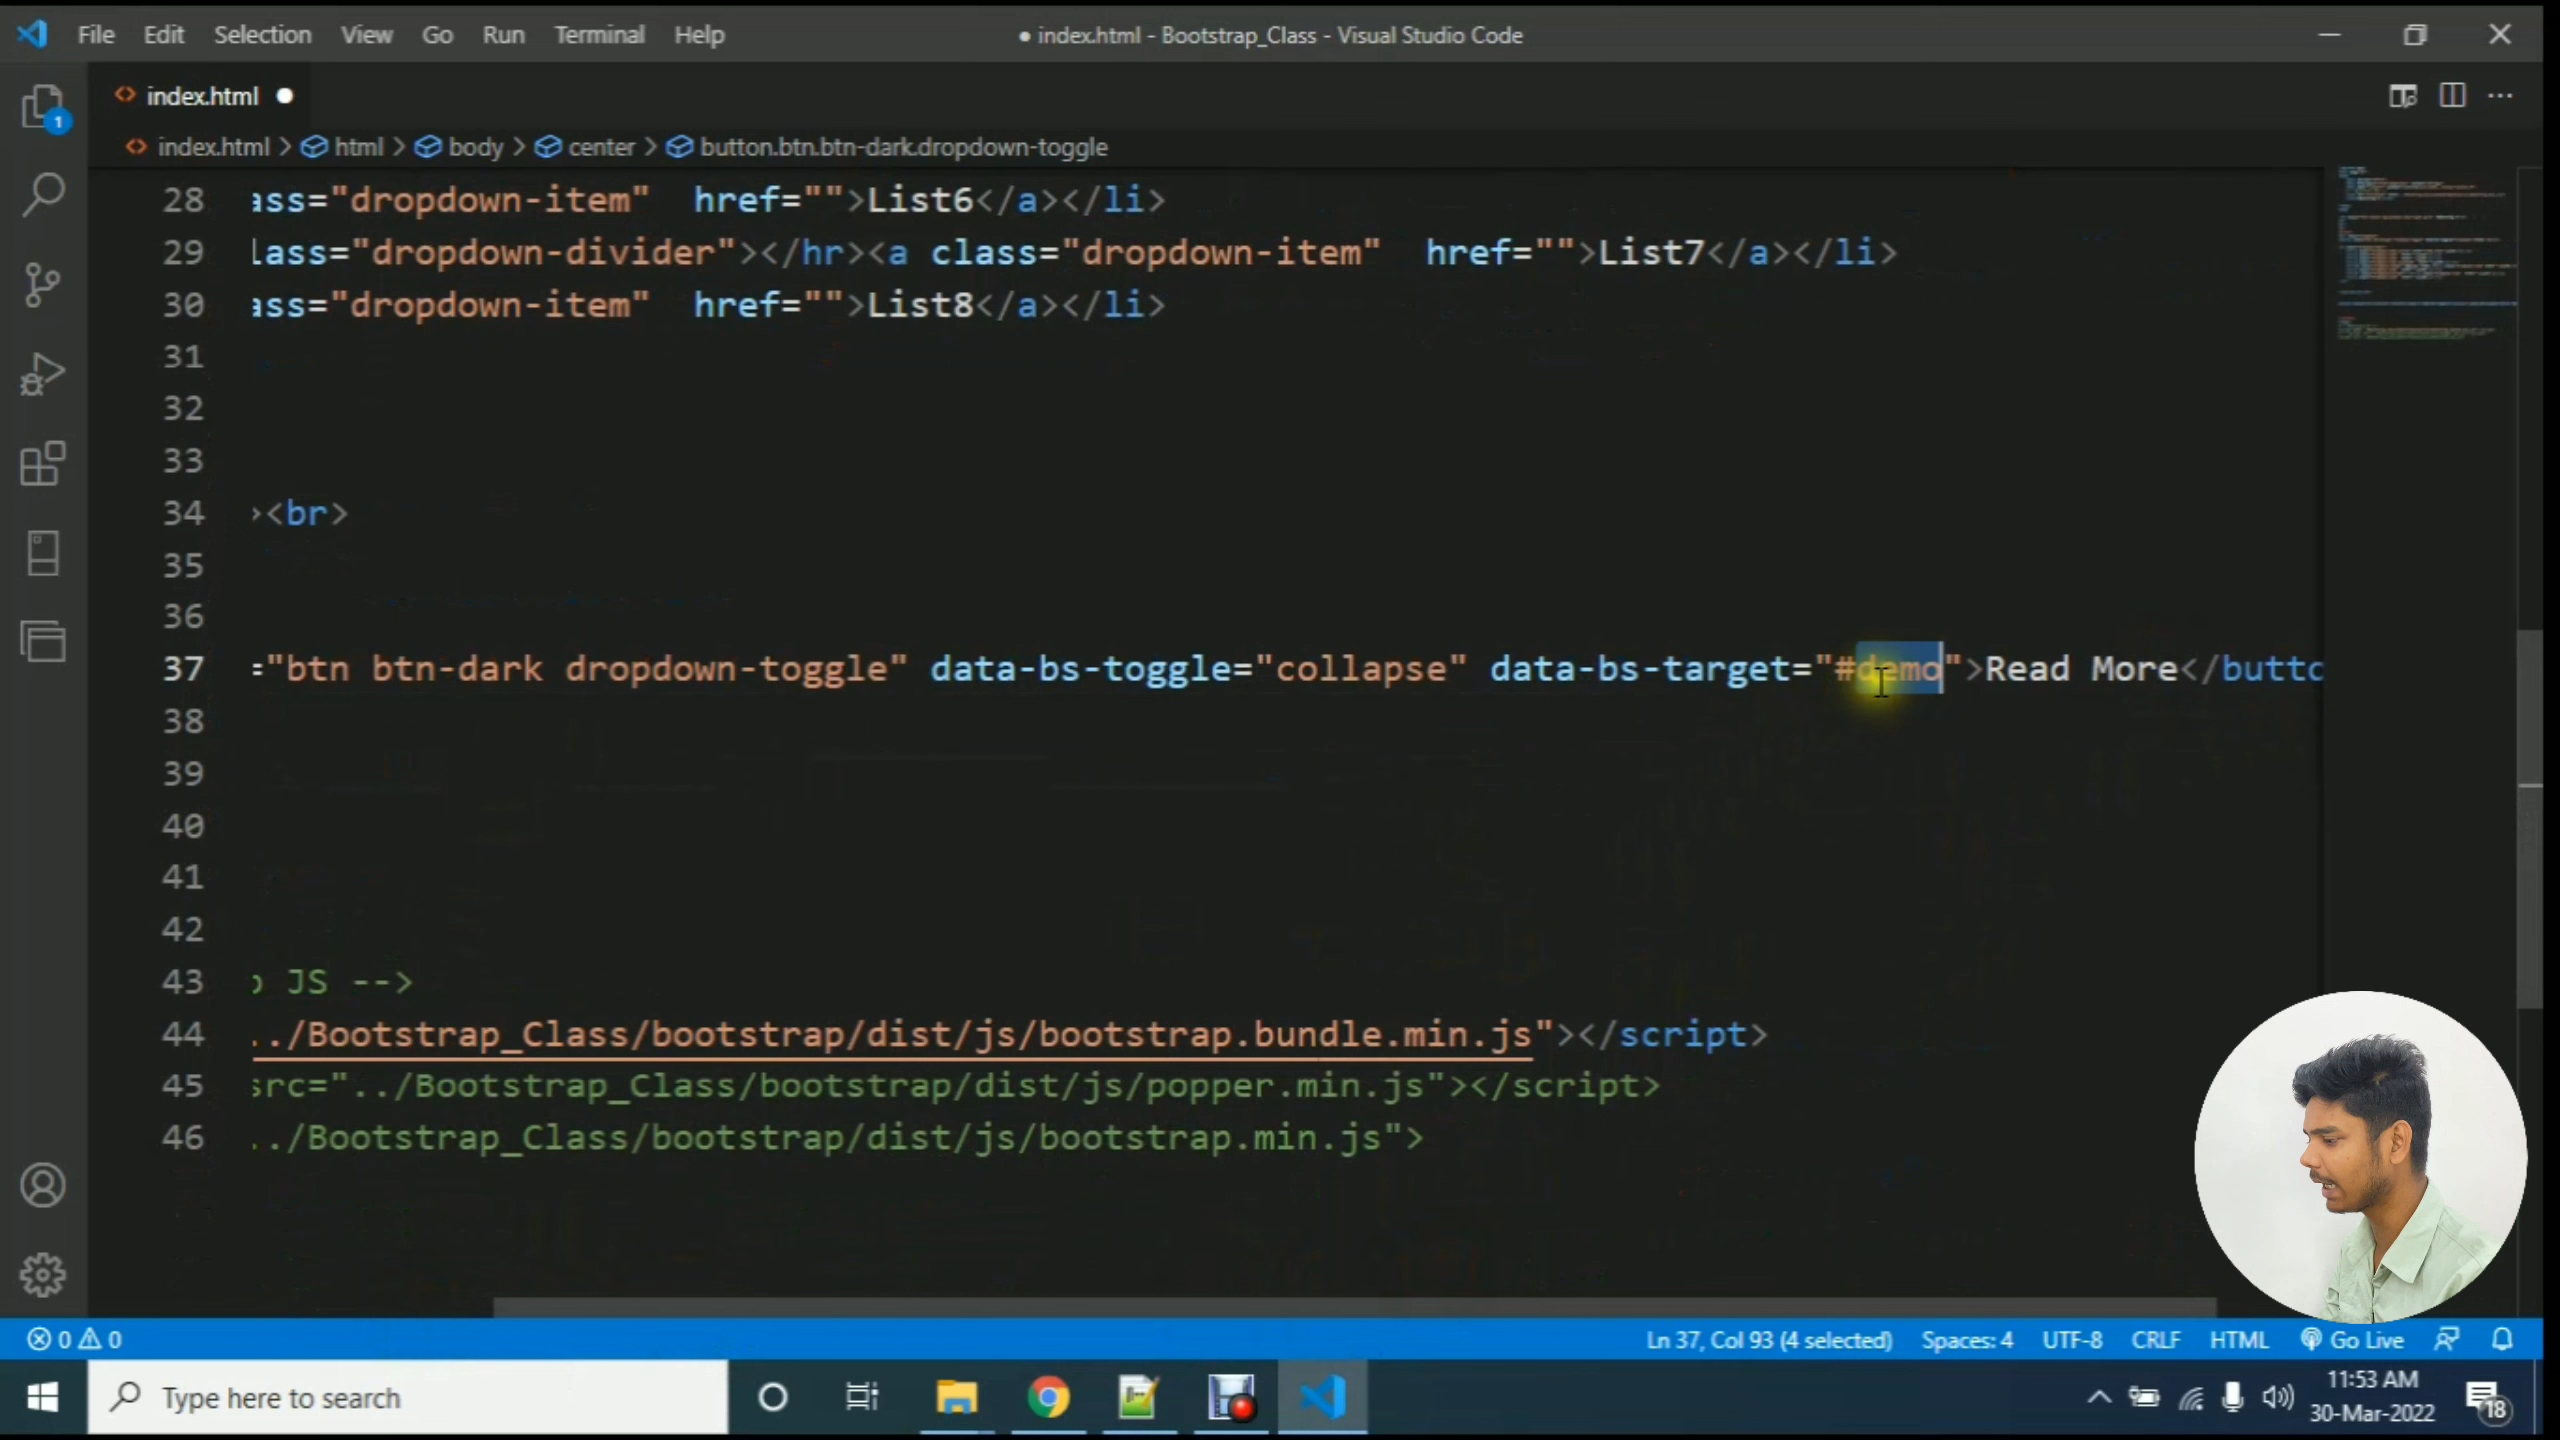 File Edit Selection View Go Run Terminal Help
● index.html - Bootstrap_Class - Visual Studio Code
index.html ●
index.html > html > body > center > button.btn.btn-dark.dropdown-toggle
1
28 ass="dropdown-item"  href="">List6</a></li>
29 lass="dropdown-divider"></hr><a class="dropdown-item"  href="">List7</a></li>
30 ass="dropdown-item"  href="">List8</a></li>
31
32
33
34 ><br>
35
36
37 ="btn btn-dark dropdown-toggle" data-bs-toggle="collapse" data-bs-target="#demo">Read More</butto
38
39
40
41
42
43 p JS -->
44 ../Bootstrap_Class/bootstrap/dist/js/bootstrap.bundle.min.js"></script>
45 src="../Bootstrap_Class/bootstrap/dist/js/popper.min.js"></script>
46 ../Bootstrap_Class/bootstrap/dist/js/bootstrap.min.js">
0 0 Ln 37, Col 93 (4 selected) Spaces: 4 UTF-8 CRLF HTML Go Live
Type here to search
11:53 AM
30-Mar-2022
18